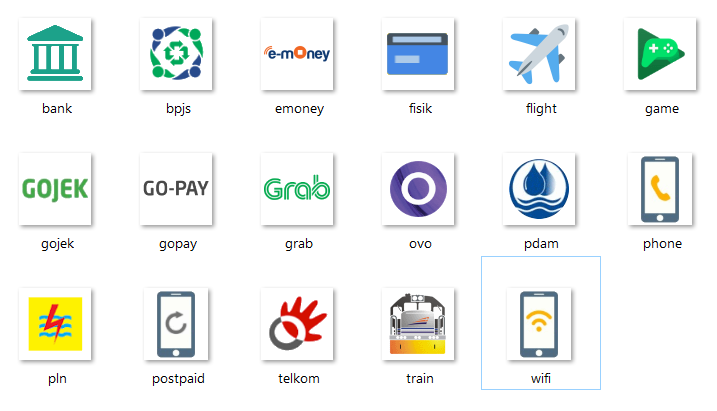 e-money
bank
bpjs
emoney
fisik
flight
game
GOJEK
GO-PAY
Grab
gojek
gopay
grab
ovo
pdam
phone
pln
postpaid
telkom
train
wifi